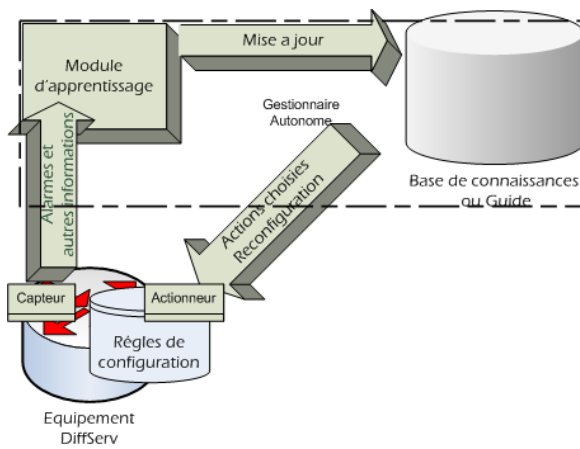 Mise a jour
Module
d'apprentissage
Gestionnaire
Autonome
Alarmes et
autres informations
Actions choisies
Reconfiguration
Base de connaissances
ou Guide
Capteur
Actionneur
Régles de
configuration
Equipement
DiffServ